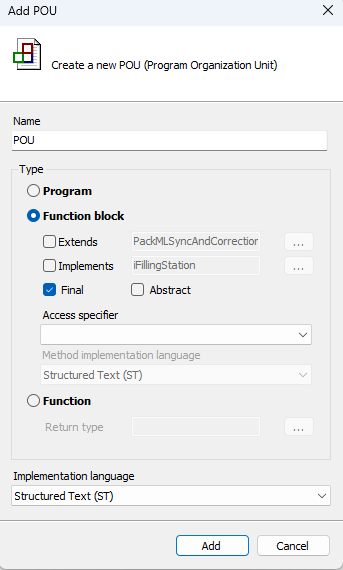 Add POU
Create a new POU (Program Organization Unit)
Name
POU
Type
Program
Function block
Extends PackMLSyncAndCorrection ...
Implements iFillingStation ...
Final Abstract
Access specifier
Method implementation language
Structured Text (ST)
Function
Return type ...
Implementation language
Structured Text (ST)
Add Cancel